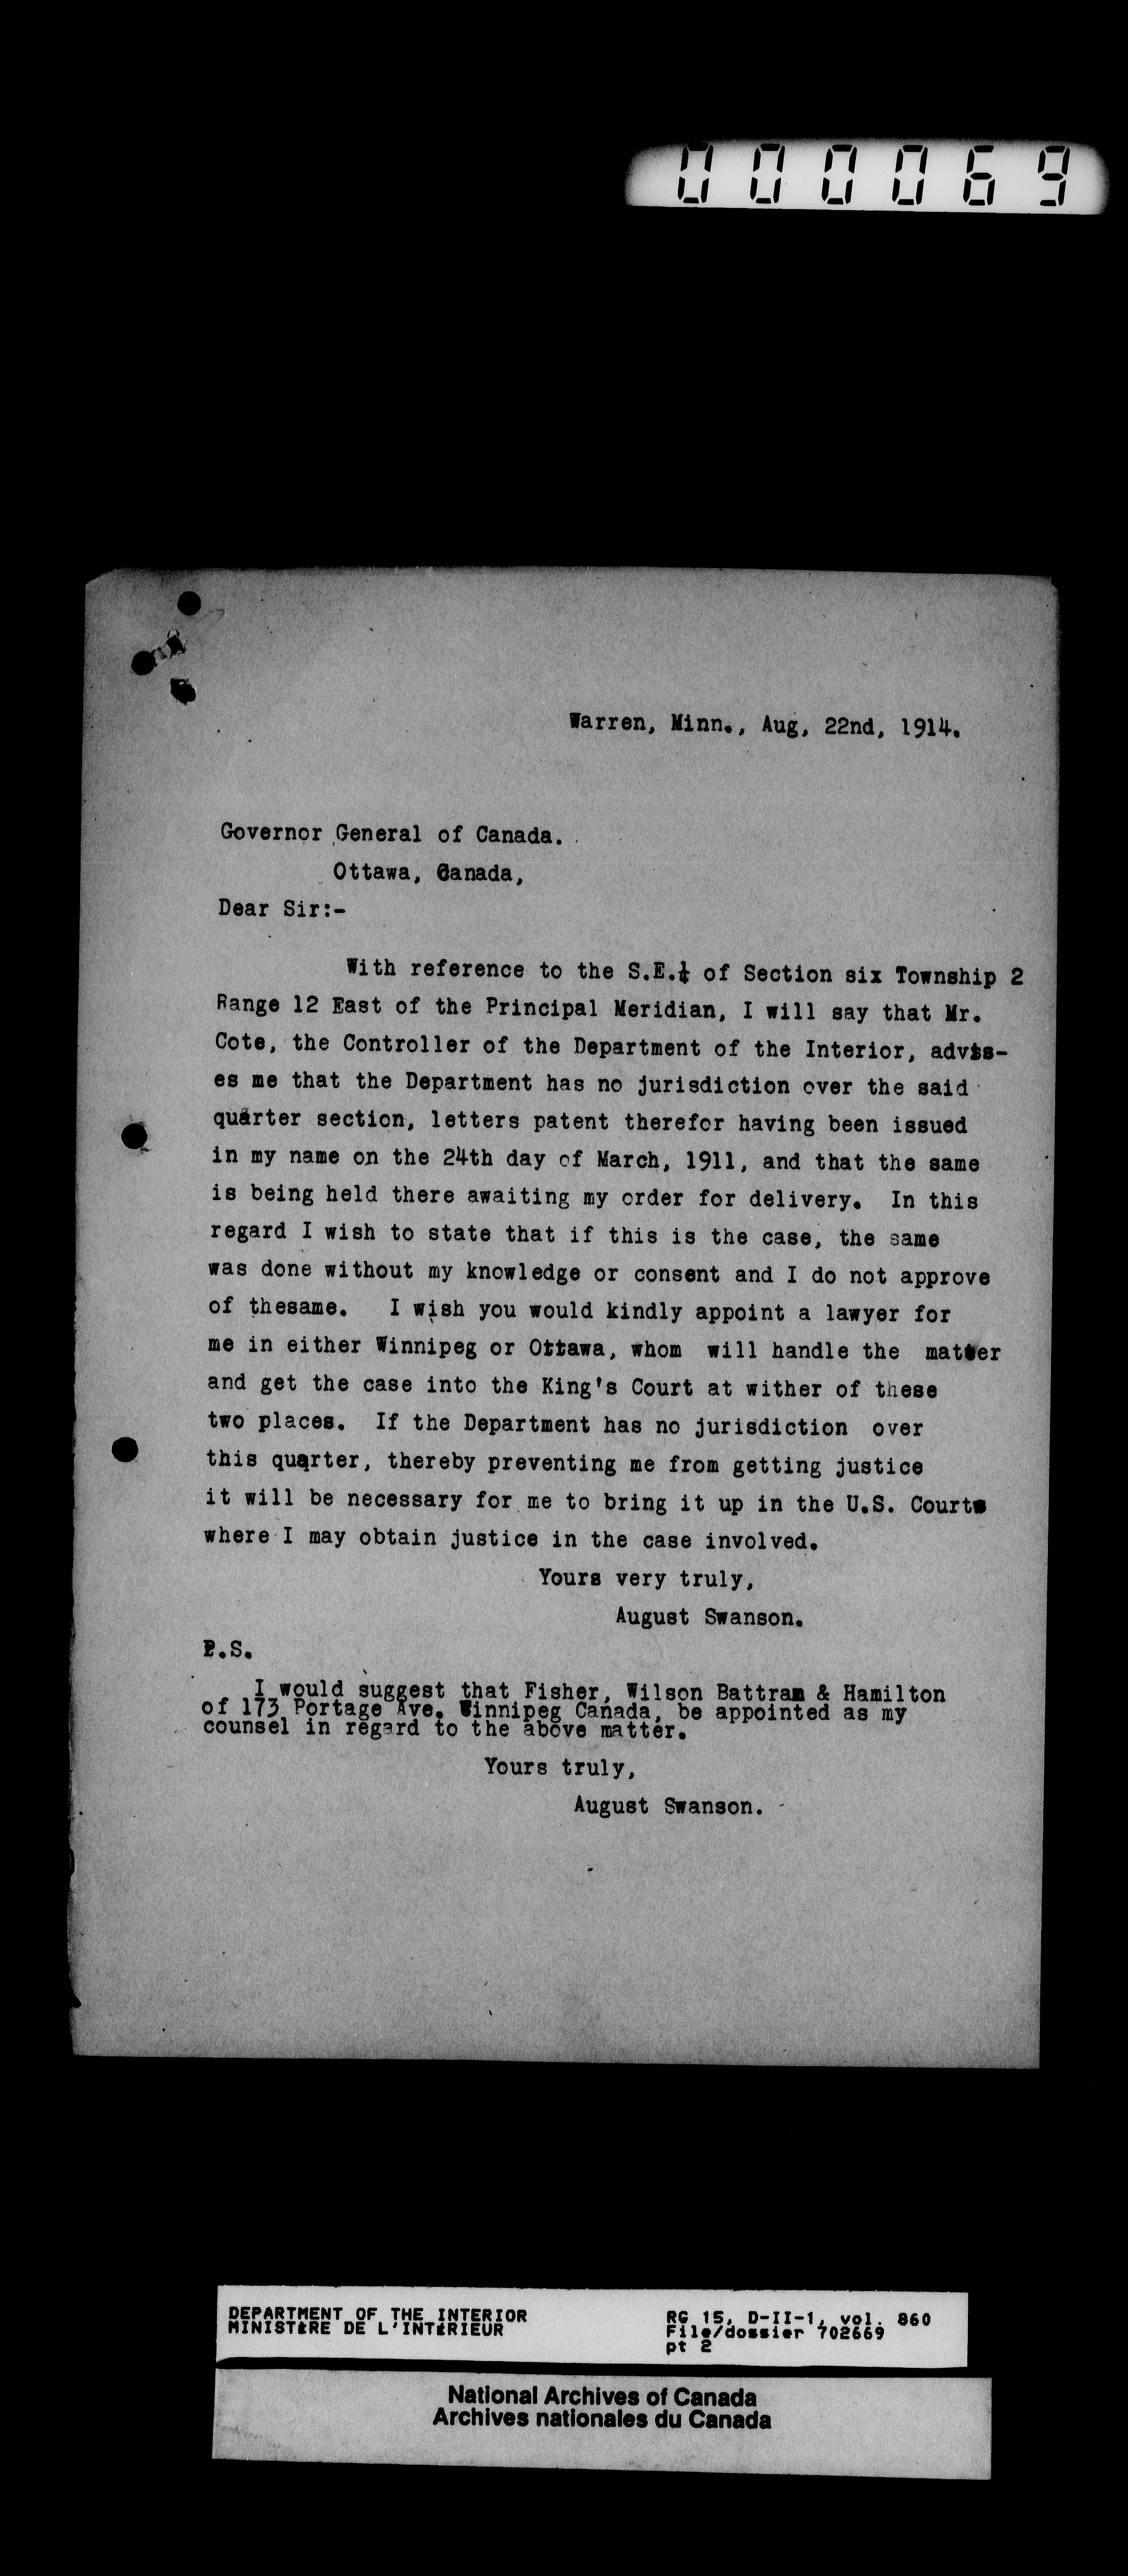 000069
Warren, Minn., Aug, 22nd, 1914.
Governor General of Canada.
Ottawa, Canada,
Dear Sir:-
With reference to the S.E.¼ of Section six Township 2
Range 12 East of the Principal Meridian, I will say that Mr.
Cote, the Controller of the Department of the Interior, advis-
es me that the Department has no jurisdiction over the said
quarter section, letters patent therefor having been issued
in my name on the 24th day of March, 1911, and that the same
is being held there awaiting my order for delivery. In this
regard I wish to state that if this is the case, the same
was done without my knowledge or consent and I do not approve
of thesame. I wish you would kindly appoint a lawyer for
me in either Winnipeg or Ottawa, whom will handle the matter
and get the case into the King's Court at wither of these
two places. If the Department has no jurisdiction over
this quarter, thereby preventing me from getting justice
it will be necessary for me to bring it up in the U.S. Courts
where I may obtain justice in the case involved.
Yours very truly,
August Swanson.
P.S.
I would suggest that Fisher, Wilson Battram & Hamilton
of 173 Portage Ave. Winnipeg Canada, be appointed as my
counsel in regard to the above matter.
Yours truly,
August Swanson.
DEPARTMENT OF THE INTERIOR
MINISTÈRE DE L'INTÉRIEUR
RG 15, D-II-1, vol. 860
File/dossier 702669
pt 2
National Archives of Canada
Archives nationales du Canada